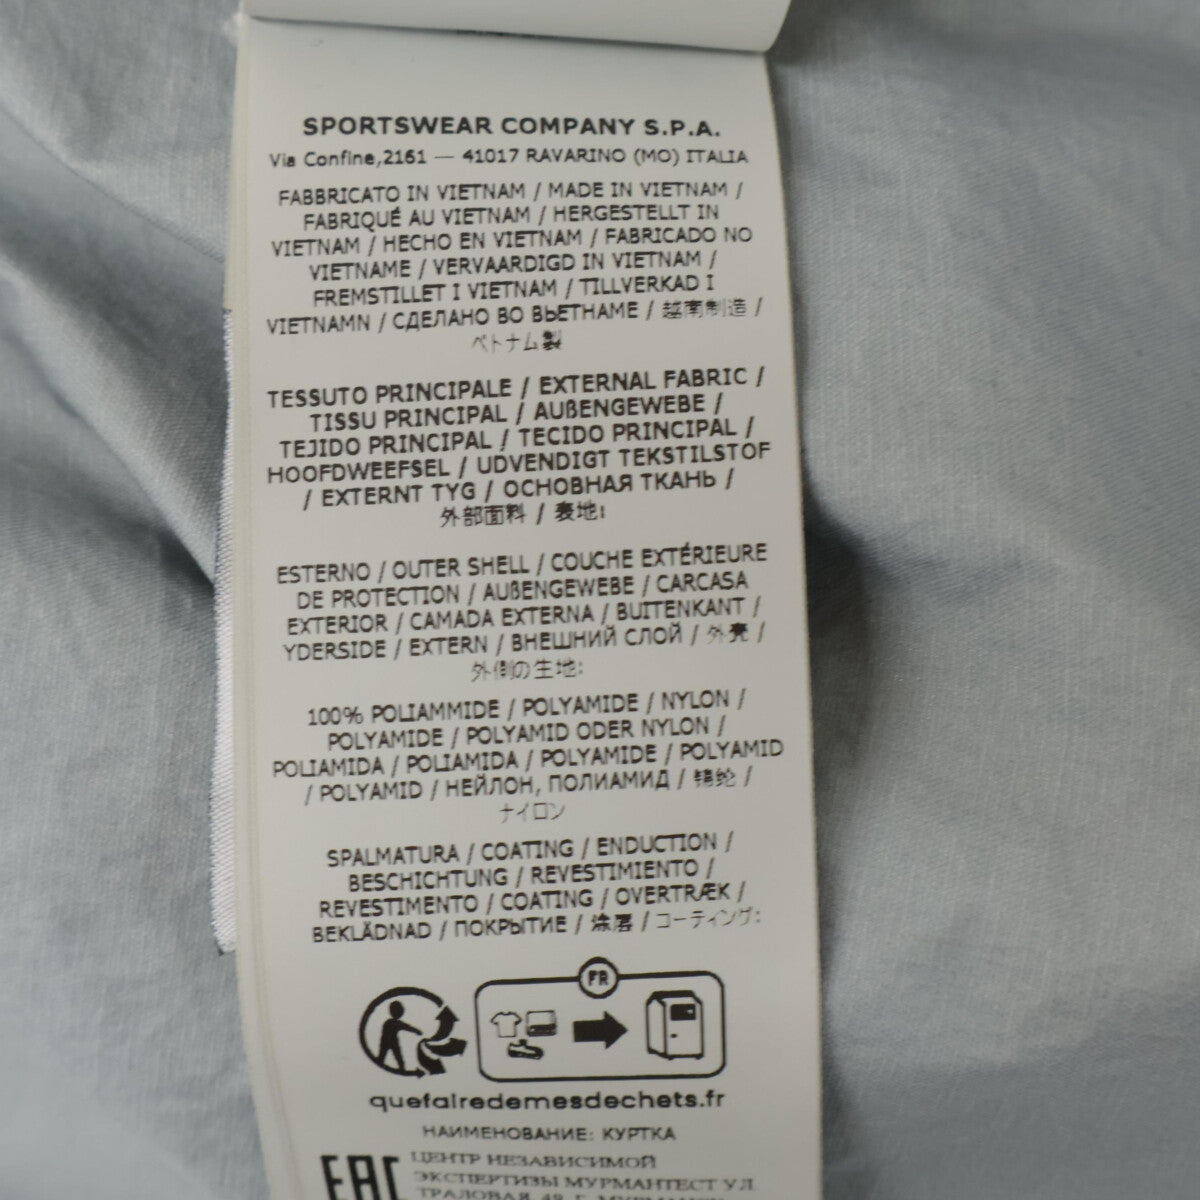 SPORTSWEAR COMPANY S.P.A.
Via Confine,2161 — 41017 RAVARINO (MO) ITALIA
FABBRICATO IN VIETNAM / MADE IN VIETNAM /
FABRIQUÉ AU VIETNAM / HERGESTELLT IN
VIETNAM / HECHO EN VIETNAM / FABRICADO NO
VIETNAME / VERVAARDIGD IN VIETNAM /
FREMSTILLET I VIETNAM / TILLVERKAD I
VIETNAMN / СДЕЛАНО ВО ВЬЕТНАМЕ / 越南制造 /
ベトナム製
TESSUTO PRINCIPALE / EXTERNAL FABRIC /
TISSU PRINCIPAL / AUßENGEWEBE /
TEJIDO PRINCIPAL / TECIDO PRINCIPAL /
HOOFDWEEFSEL / UDVENDIGT TEKSTILSTOF
/ EXTERNT TYG / ОСНОВНАЯ ТКАНЬ /
外部面料 / 表地:
ESTERNO / OUTER SHELL / COUCHE EXTÉRIEURE
DE PROTECTION / AUßENGEWEBE / CARCASA
EXTERIOR / CAMADA EXTERNA / BUITENKANT /
YDERSIDE / EXTERN / ВНЕШНИЙ СЛОЙ / 外壳 /
外側の生地:
100% POLIAMMIDE / POLYAMIDE / NYLON /
POLYAMIDE / POLYAMID ODER NYLON /
POLIAMIDA / POLIAMIDA / POLYAMIDE / POLYAMID
/ POLYAMID / НЕЙЛОН, ПОЛИАМИД / 锦纶 /
ナイロン
SPALMATURA / COATING / ENDUCTION /
BESCHICHTUNG / REVESTIMIENTO /
REVESTIMENTO / COATING / OVERTRÆK /
BEKLÄDNAD / ПОКРЫТИЕ / 涂层 / コーティング:
FR
quefairedemesdechets.fr
НАИМЕНОВАНИЕ: КУРТКА
EAC ЦЕНТР НЕЗАВИСИМОЙ
ЭКСПЕРТИЗЫ МУРМАНТЕСТ УЛ.
ТРАЛОВАЯ 49, Г.